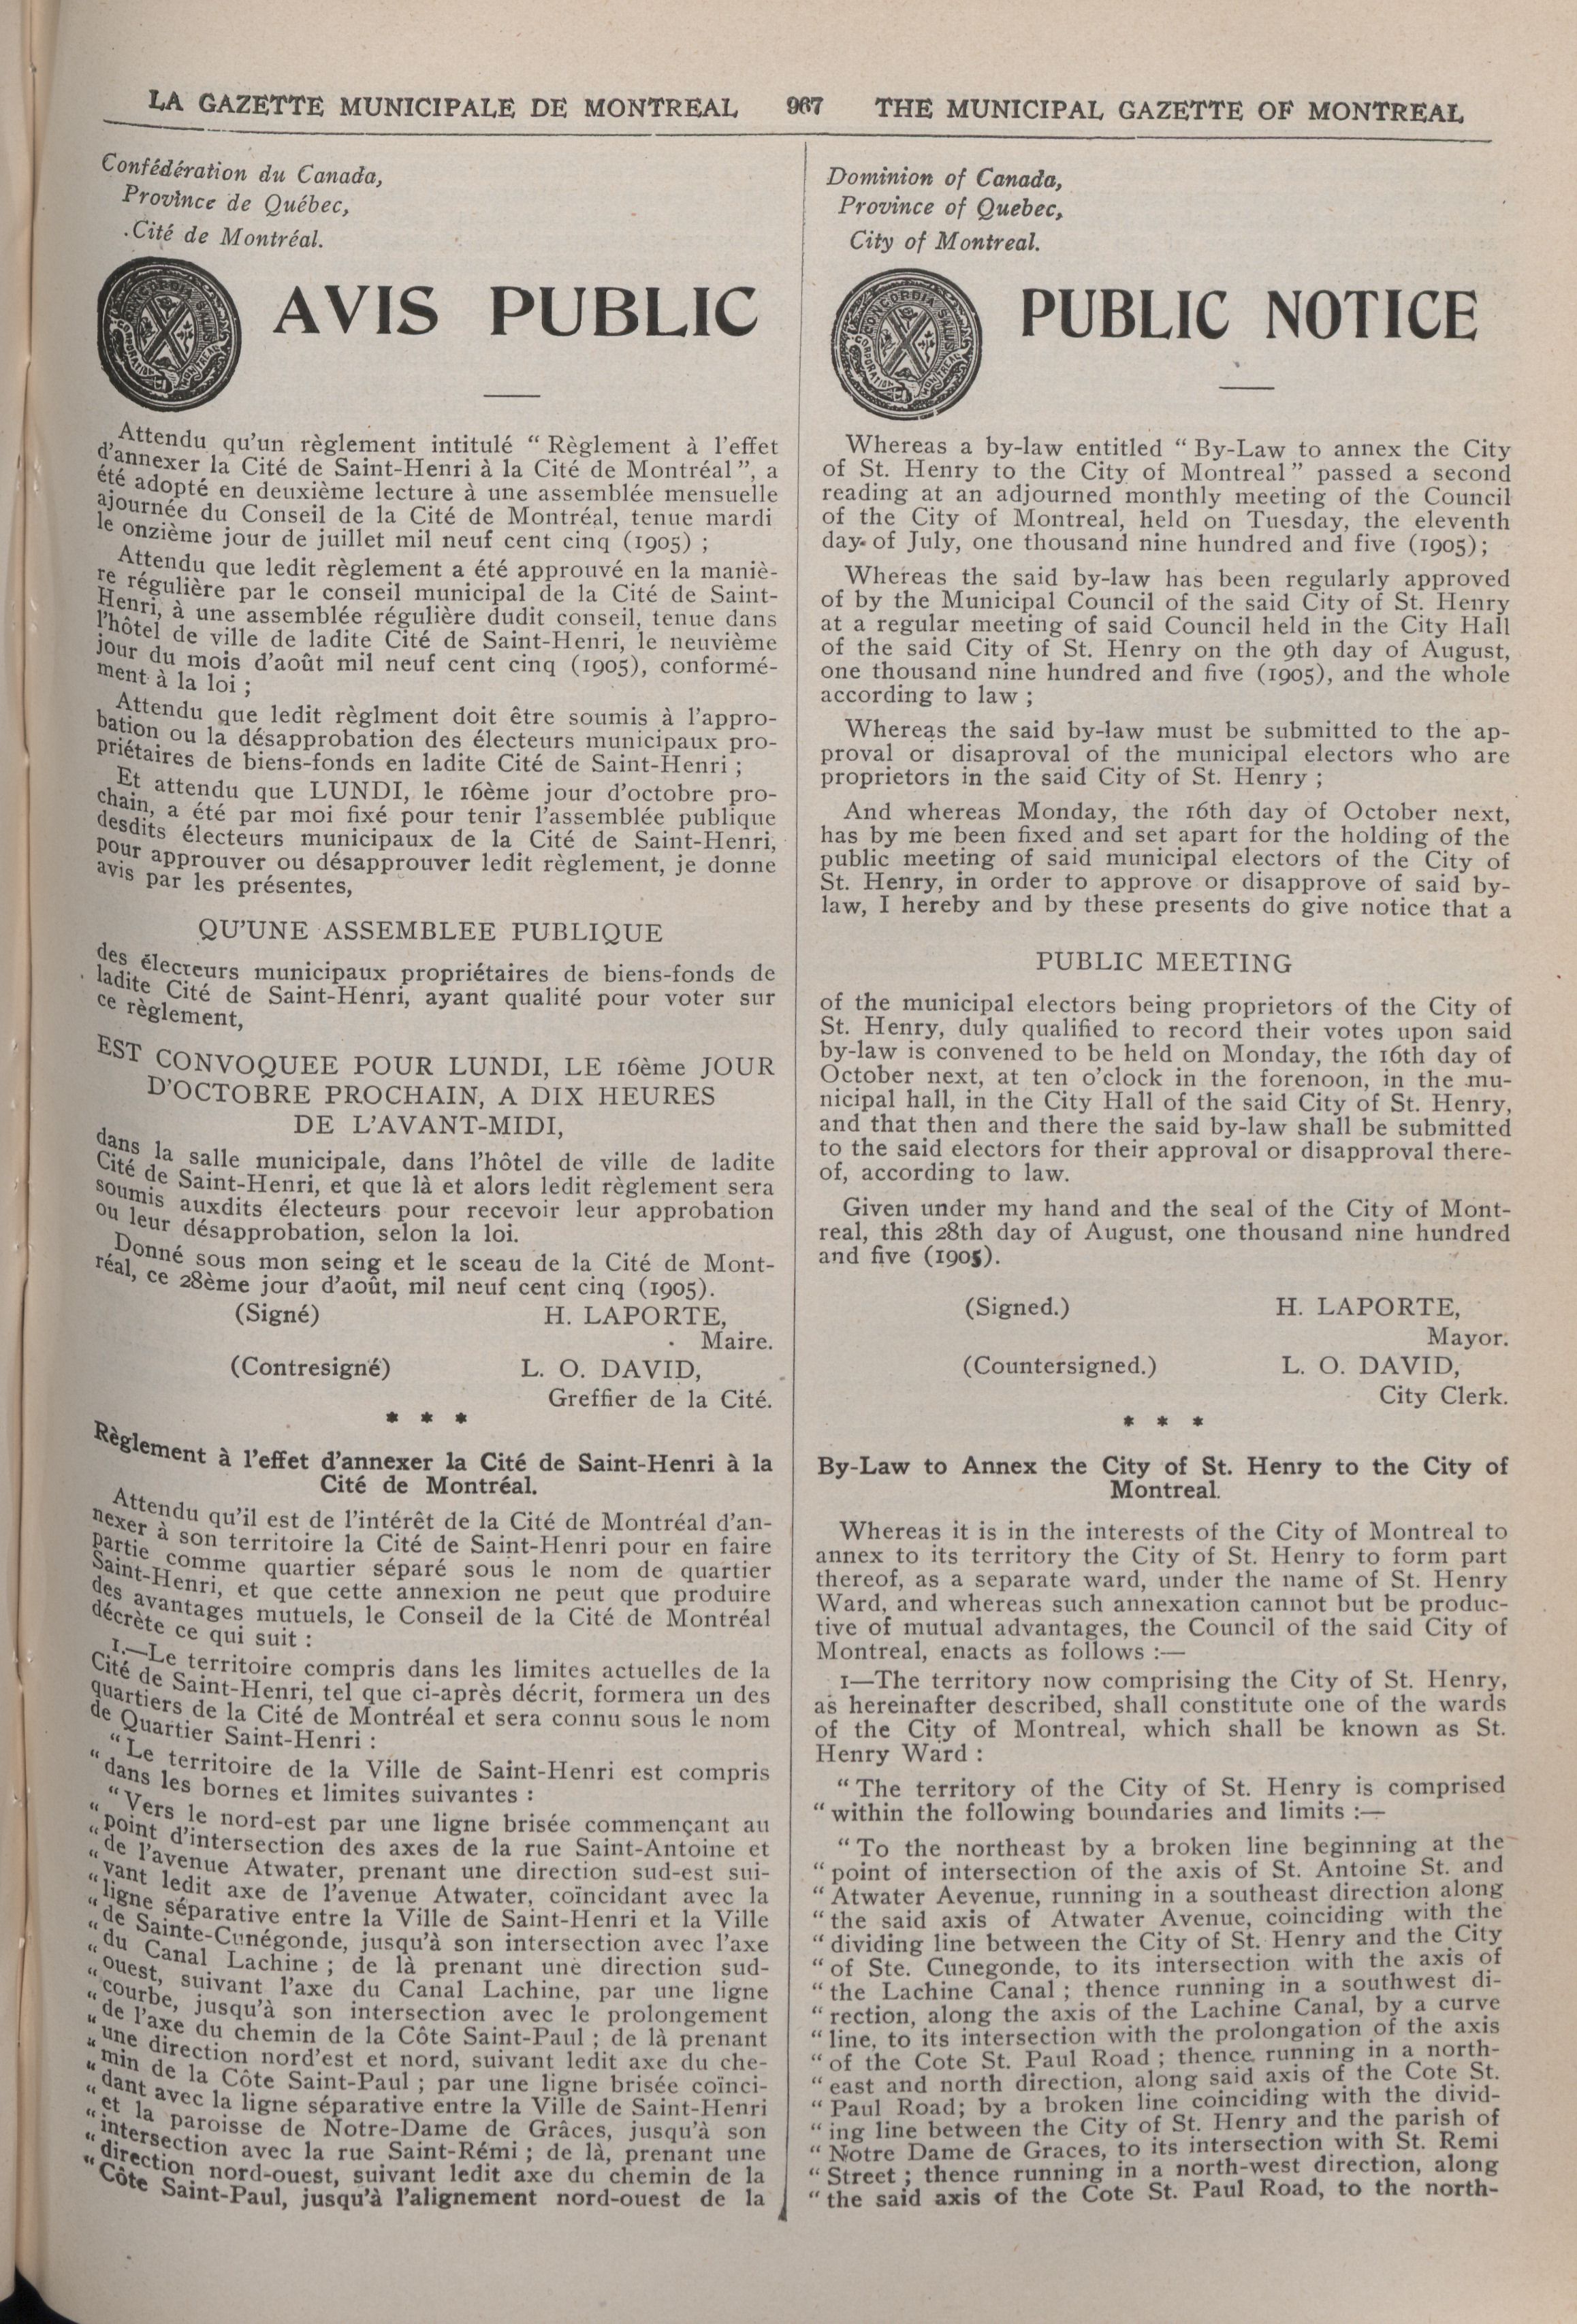 LA GAZETTE MUNICIPALE DE MONTREAL 967 THE MUNICIPAL GAZETTE OF MONTREAL
Confédération du Canada,
Province de Québec,
Cité de Montréal.
AVIS PUBLIC
Attendu qu'un règlement intitulé “ Règlement à l'effet
d'annexer la Cité de Saint-Henri à la Cité de Montréal ”, a
été adopté en deuxième lecture à une assemblée mensuelle
ajournée du Conseil de la Cité de Montréal, tenue mardi
le onzième jour de juillet mil neuf cent cinq (1905) ;
Attendu que ledit règlement a été approuvé en la maniè-
re régulière par le conseil municipal de la Cité de Saint-
Henri, à une assemblée régulière dudit conseil, tenue dans
l'hôtel de ville de ladite Cité de Saint-Henri, le neuvième
jour du mois d'août mil neuf cent cinq (1905), conformé-
ment à la loi ;
Attendu que ledit règlment doit être soumis à l'appro-
bation ou la désapprobation des électeurs municipaux pro-
priétaires de biens-fonds en ladite Cité de Saint-Henri ;
Et attendu que LUNDI, le 16ème jour d'octobre pro-
chain, a été par moi fixé pour tenir l'assemblée publique
desdits électeurs municipaux de la Cité de Saint-Henri,
pour approuver ou désapprouver ledit règlement, je donne
avis par les présentes,
QU'UNE ASSEMBLEE PUBLIQUE
des électeurs municipaux propriétaires de biens-fonds de
ladite Cité de Saint-Henri, ayant qualité pour voter sur
ce règlement,
EST CONVOQUEE POUR LUNDI, LE 16ème JOUR
D'OCTOBRE PROCHAIN, A DIX HEURES
DE L'AVANT-MIDI,
dans la salle municipale, dans l'hôtel de ville de ladite
Cité de Saint-Henri, et que là et alors ledit règlement sera
soumis auxdits électeurs pour recevoir leur approbation
ou leur désapprobation, selon la loi.
Donné sous mon seing et le sceau de la Cité de Mont-
réal, ce 28ème jour d'août, mil neuf cent cinq (1905).
(Signé) H. LAPORTE,
Maire.
(Contresigné) L. O. DAVID,
Greffier de la Cité.
* * *
Règlement à l'effet d'annexer la Cité de Saint-Henri à la
Cité de Montréal.
Attendu qu'il est de l'intérêt de la Cité de Montréal d'an-
nexer à son territoire la Cité de Saint-Henri pour en faire
partie comme quartier séparé sous le nom de quartier
Saint-Henri, et que cette annexion ne peut que produire
des avantages mutuels, le Conseil de la Cité de Montréal
décrète ce qui suit :
1.—Le territoire compris dans les limites actuelles de la
Cité de Saint-Henri, tel que ci-après décrit, formera un des
quartiers de la Cité de Montréal et sera connu sous le nom
de Quartier Saint-Henri :
“ Le territoire de la Ville de Saint-Henri est compris
“ dans les bornes et limites suivantes :
“ Vers le nord-est par une ligne brisée commençant au
“ point d'intersection des axes de la rue Saint-Antoine et
“ de l'avenue Atwater, prenant une direction sud-est sui-
“ vant ledit axe de l'avenue Atwater, coïncidant avec la
“ ligne séparative entre la Ville de Saint-Henri et la Ville
“ de Sainte-Cunégonde, jusqu'à son intersection avec l'axe
“ du Canal Lachine ; de là prenant une direction sud-
“ ouest, suivant l'axe du Canal Lachine, par une ligne
“ courbe, jusqu'à son intersection avec le prolongement
“ de l'axe du chemin de la Côte Saint-Paul ; de là prenant
“ une direction nord'est et nord, suivant ledit axe du che-
“ min de la Côte Saint-Paul ; par une ligne brisée coïnci-
“ dant avec la ligne séparative entre la Ville de Saint-Henri
“ et la paroisse de Notre-Dame de Grâces, jusqu'à son
“ intersection avec la rue Saint-Rémi ; de là, prenant une
“ direction nord-ouest, suivant ledit axe du chemin de la
“ Côte Saint-Paul, jusqu'à l'alignement nord-ouest de la
Dominion of Canada,
Province of Quebec,
City of Montreal.
PUBLIC NOTICE
Whereas a by-law entitled “ By-Law to annex the City
of St. Henry to the City of Montreal ” passed a second
reading at an adjourned monthly meeting of the Council
of the City of Montreal, held on Tuesday, the eleventh
day of July, one thousand nine hundred and five (1905);
Whereas the said by-law has been regularly approved
of by the Municipal Council of the said City of St. Henry
at a regular meeting of said Council held in the City Hall
of the said City of St. Henry on the 9th day of August,
one thousand nine hundred and five (1905), and the whole
according to law ;
Whereas the said by-law must be submitted to the ap-
proval or disaproval of the municipal electors who are
proprietors in the said City of St. Henry ;
And whereas Monday, the 16th day of October next,
has by me been fixed and set apart for the holding of the
public meeting of said municipal electors of the City of
St. Henry, in order to approve or disapprove of said by-
law, I hereby and by these presents do give notice that a
PUBLIC MEETING
of the municipal electors being proprietors of the City of
St. Henry, duly qualified to record their votes upon said
by-law is convened to be held on Monday, the 16th day of
October next, at ten o'clock in the forenoon, in the mu-
nicipal hall, in the City Hall of the said City of St. Henry,
and that then and there the said by-law shall be submitted
to the said electors for their approval or disapproval there-
of, according to law.
Given under my hand and the seal of the City of Mont-
real, this 28th day of August, one thousand nine hundred
and five (1905).
(Signed.) H. LAPORTE,
Mayor.
(Countersigned.) L. O. DAVID,
City Clerk.
* * *
By-Law to Annex the City of St. Henry to the City of
Montreal.
Whereas it is in the interests of the City of Montreal to
annex to its territory the City of St. Henry to form part
thereof, as a separate ward, under the name of St. Henry
Ward, and whereas such annexation cannot but be produc-
tive of mutual advantages, the Council of the said City of
Montreal, enacts as follows :—
1—The territory now comprising the City of St. Henry,
as hereinafter described, shall constitute one of the wards
of the City of Montreal, which shall be known as St.
Henry Ward :
“ The territory of the City of St. Henry is comprised
“ within the following boundaries and limits :—
“ To the northeast by a broken line beginning at the
“ point of intersection of the axis of St. Antoine St. and
“ Atwater Aevenue, running in a southeast direction along
“ the said axis of Atwater Avenue, coinciding with the
“ dividing line between the City of St. Henry and the City
“ of Ste. Cunegonde, to its intersection with the axis of
“ the Lachine Canal ; thence running in a southwest di-
“ rection, along the axis of the Lachine Canal, by a curve
“ line, to its intersection with the prolongation of the axis
“ of the Cote St. Paul Road ; thence running in a north-
“ east and north direction, along said axis of the Cote St.
“ Paul Road; by a broken line coinciding with the divid-
“ ing line between the City of St. Henry and the parish of
“ Notre Dame de Graces, to its intersection with St. Remi
“ Street ; thence running in a north-west direction, along
“ the said axis of the Cote St. Paul Road, to the north-